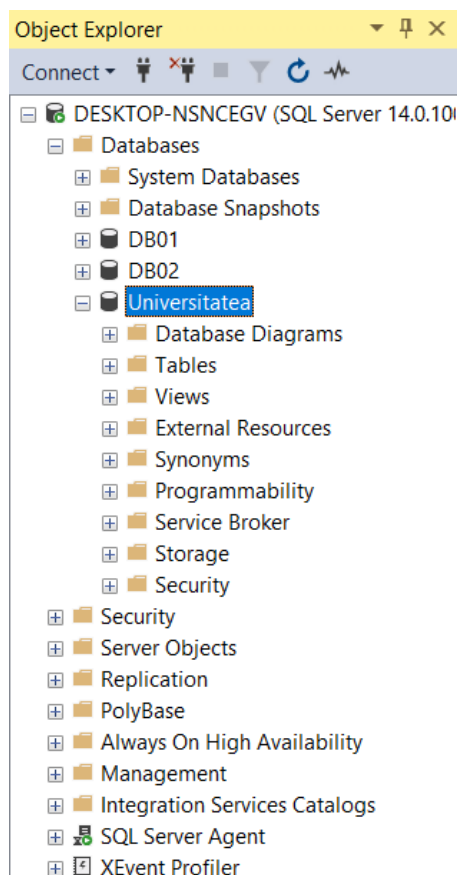 Object Explorer
Connect
DESKTOP-NSNCEGV (SQL Server 14.0.10
Databases
System Databases
Database Snapshots
DB01
DB02
Universitatea
Database Diagrams
Tables
Views
External Resources
Synonyms
Programmability
Service Broker
Storage
Security
Security
Server Objects
Replication
PolyBase
Always On High Availability
Management
Integration Services Catalogs
SQL Server Agent
XEvent Profiler